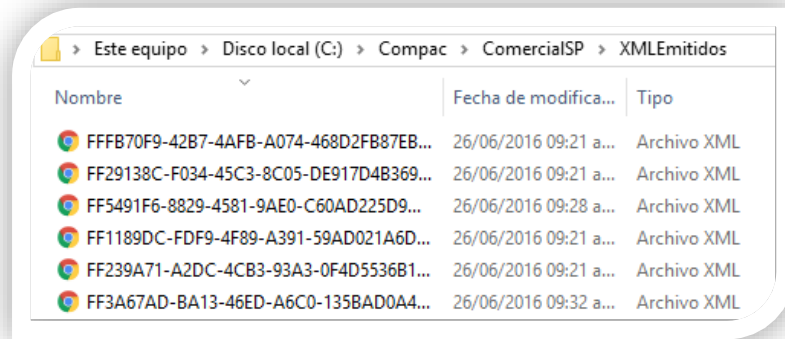 Este equipo > Disco local (C:) > Compac > ComercialSP > XMLEmitidos
Nombre Fecha de modifica... Tipo
FFFB70F9-42B7-4AFB-A074-468D2FB87EB... 26/06/2016 09:21 a... Archivo XML
FF29138C-F034-45C3-8C05-DE917D4B369... 26/06/2016 09:21 a... Archivo XML
FF5491F6-8829-4581-9AE0-C60AD225D9... 26/06/2016 09:28 a... Archivo XML
FF1189DC-FDF9-4F89-A391-59AD021A6D... 26/06/2016 09:21 a... Archivo XML
FF239A71-A2DC-4CB3-93A3-0F4D5536B1... 26/06/2016 09:21 a... Archivo XML
FF3A67AD-BA13-46ED-A6C0-135BAD0A4... 26/06/2016 09:32 a... Archivo XML